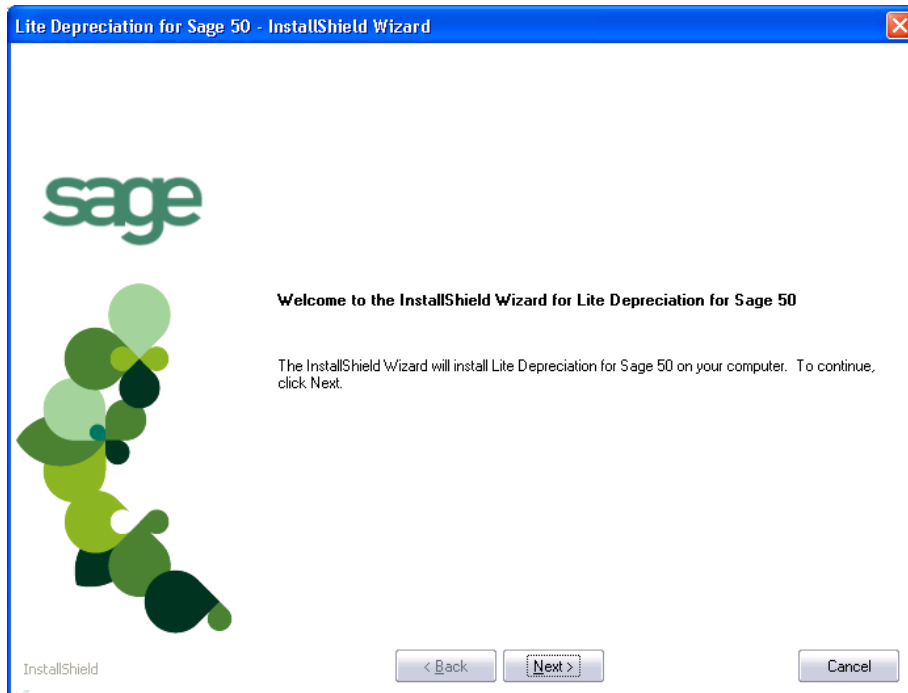 Lite Depreciation for Sage 50 - InstallShield Wizard
sage
Welcome to the InstallShield Wizard for Lite Depreciation for Sage 50
The InstallShield Wizard will install Lite Depreciation for Sage 50 on your computer. To continue,
click Next.
InstallShield
< Back
Next >
Cancel